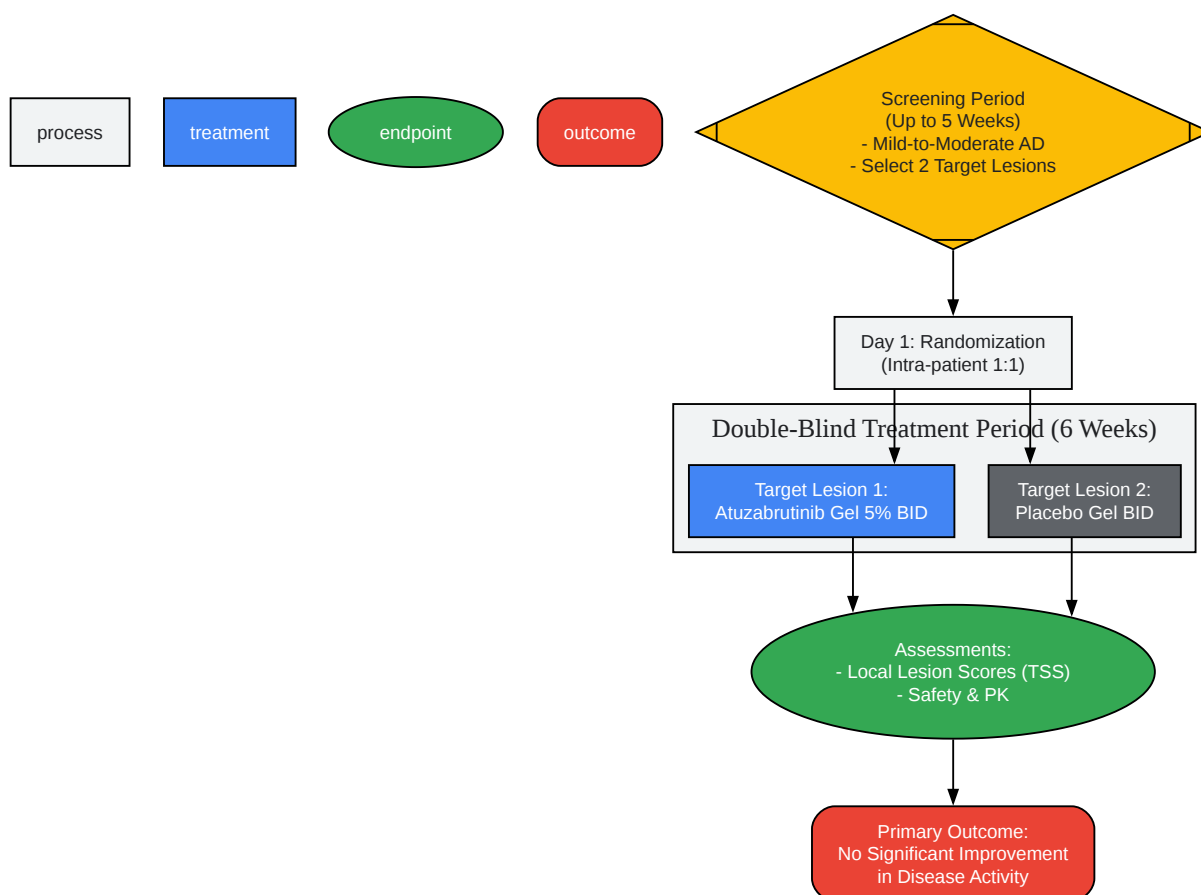 process
treatment
endpoint
outcome
Screening Period
(Up to 5 Weeks)
- Mild-to-Moderate AD
- Select 2 Target Lesions
Day 1: Randomization
(Intra-patient 1:1)
Double-Blind Treatment Period (6 Weeks)
Target Lesion 1:
Atuzabrutinib Gel 5% BID
Target Lesion 2:
Placebo Gel BID
Assessments:
- Local Lesion Scores (TSS)
- Safety & PK
Primary Outcome:
No Significant Improvement
in Disease Activity